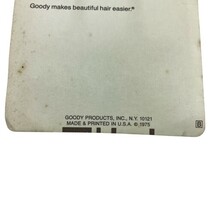 Goody makes beautiful hair easier.®
GOODY PRODUCTS, INC., N.Y. 10121
MADE & PRINTED IN U.S.A. © 1975